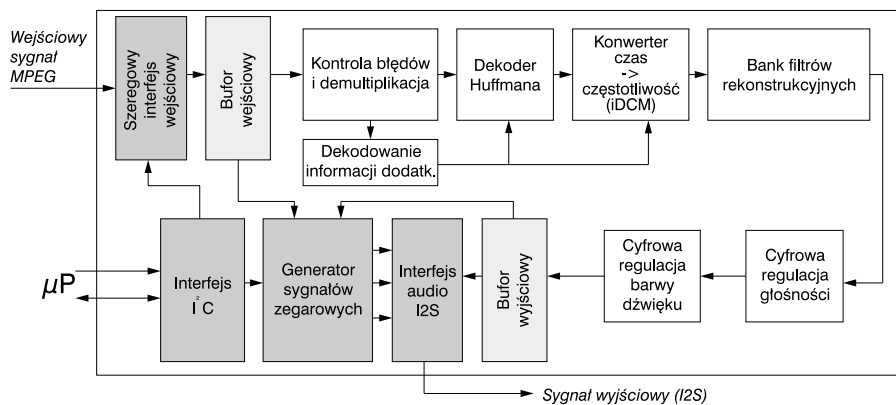 Wejściowy
sygnał
MPEG
Szeregowy
interfejs
wejściowy
Bufor
wejściowy
Kontrola błędów
i demultiplikacja
Dekoder
Huffmana
Konwerter
czas
->
częstotliwość
(iDCM)
Bank filtrów
rekonstrukcyjnych
Dekodowanie
informacji dodatk.
μP
Interfejs
I²C
Generator
sygnałów
zegarowych
Interfejs
audio
I2S
Bufor
wyjściowy
Cyfrowa
regulacja
barwy
dźwięku
Cyfrowa
regulacja
głośności
Sygnał wyjściowy (I2S)